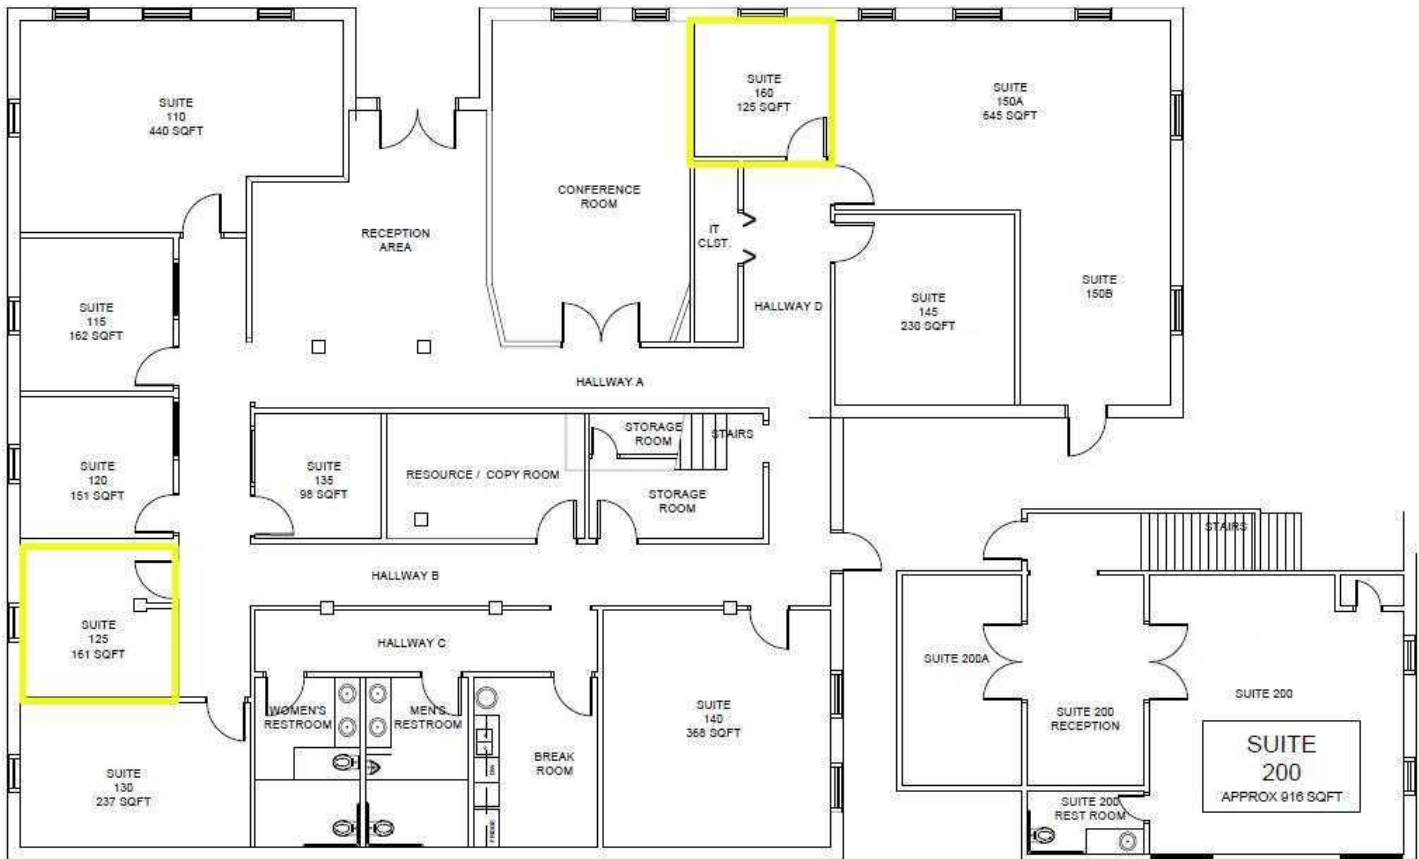 SUITE
110
440 SQFT
RECEPTION
AREA
CONFERENCE
ROOM
SUITE
160
125 SQFT
SUITE
150A
545 SQFT
IT
CLST.
HALLWAY D
SUITE
145
230 SQFT
SUITE
150B
SUITE
115
162 SQFT
HALLWAY A
SUITE
120
151 SQFT
SUITE
135
98 SQFT
RESOURCE / COPY ROOM
STORAGE
ROOM
STAIRS
STORAGE
ROOM
HALLWAY B
SUITE
125
161 SQFT
HALLWAY C
WOMEN'S
RESTROOM
MEN'S
RESTROOM
BREAK
ROOM
DW
FRIDGE
SUITE
140
368 SQFT
SUITE
130
237 SQFT
STAIRS
SUITE 200A
SUITE 200
RECEPTION
SUITE 200
SUITE
200
APPROX 916 SQFT
SUITE 200
REST ROOM